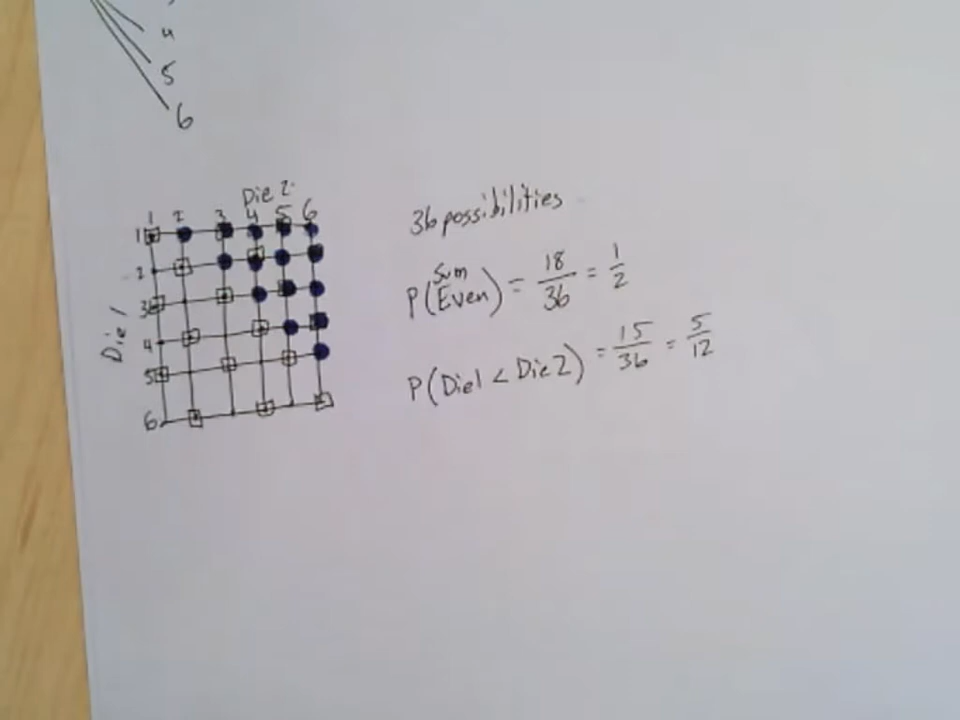 4
5
6
Die 2
1 2 3 4 5 6
1
2
3
4
5
6
Die 1
36 possibilities
P(Sum Even) = 18/36 = 1/2
P(Die1 < Die2) = 15/36 = 5/12